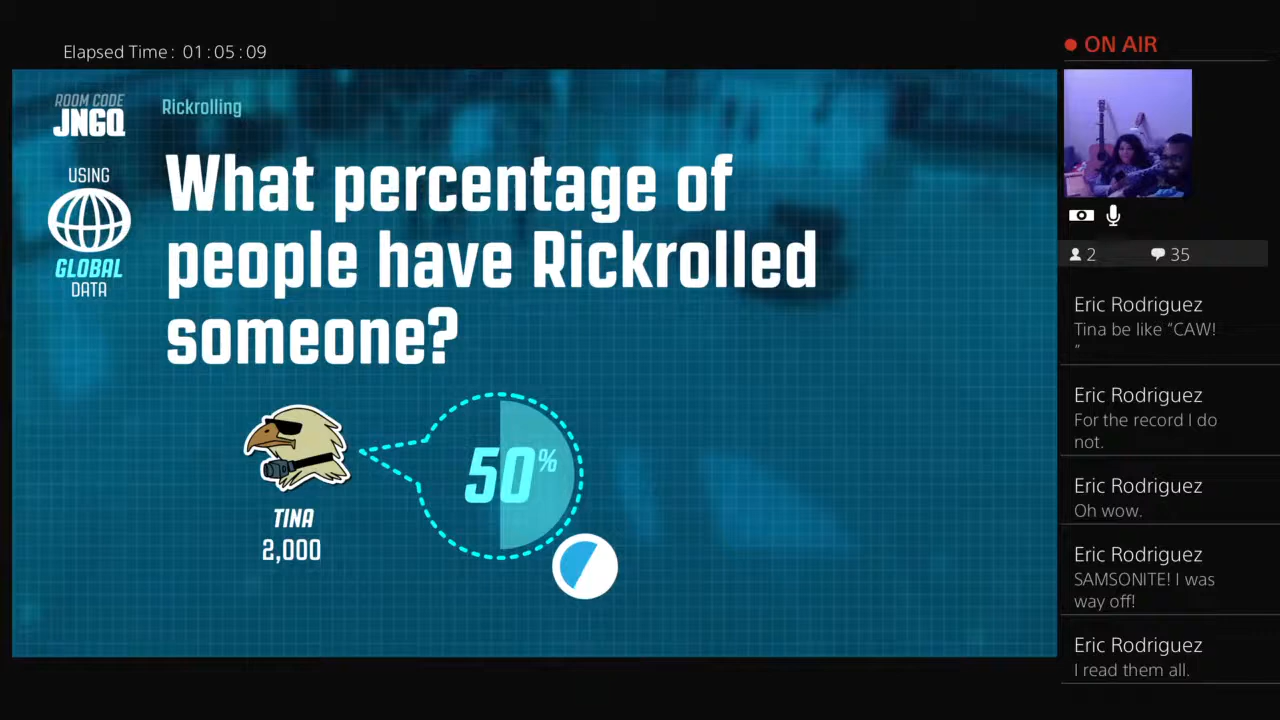 Elapsed Time: 01:05:09
ON AIR
ROOM CODE
JNGQ
Rickrolling
USING
GLOBAL
DATA
What percentage of
people have Rickrolled
someone?
50%
TINA
2,000
2
35
Eric Rodriguez
Tina be like “CAW!
”
Eric Rodriguez
For the record I do
not.
Eric Rodriguez
Oh wow.
Eric Rodriguez
SAMSONITE! I was
way off!
Eric Rodriguez
I read them all.